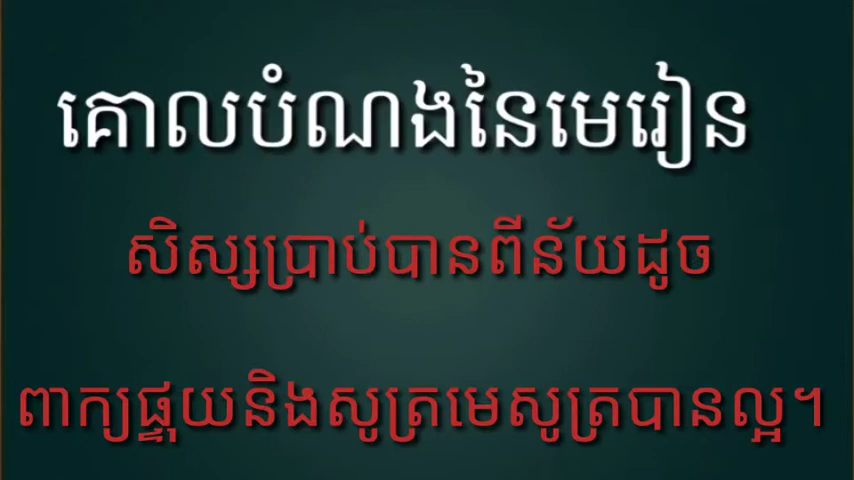 គោលបំណងនៃមេរៀន
សិស្សប្រាប់បានពីន័យដូច
ពាក្យផ្ទុយនិងសូត្រមេសូត្របានល្អ។